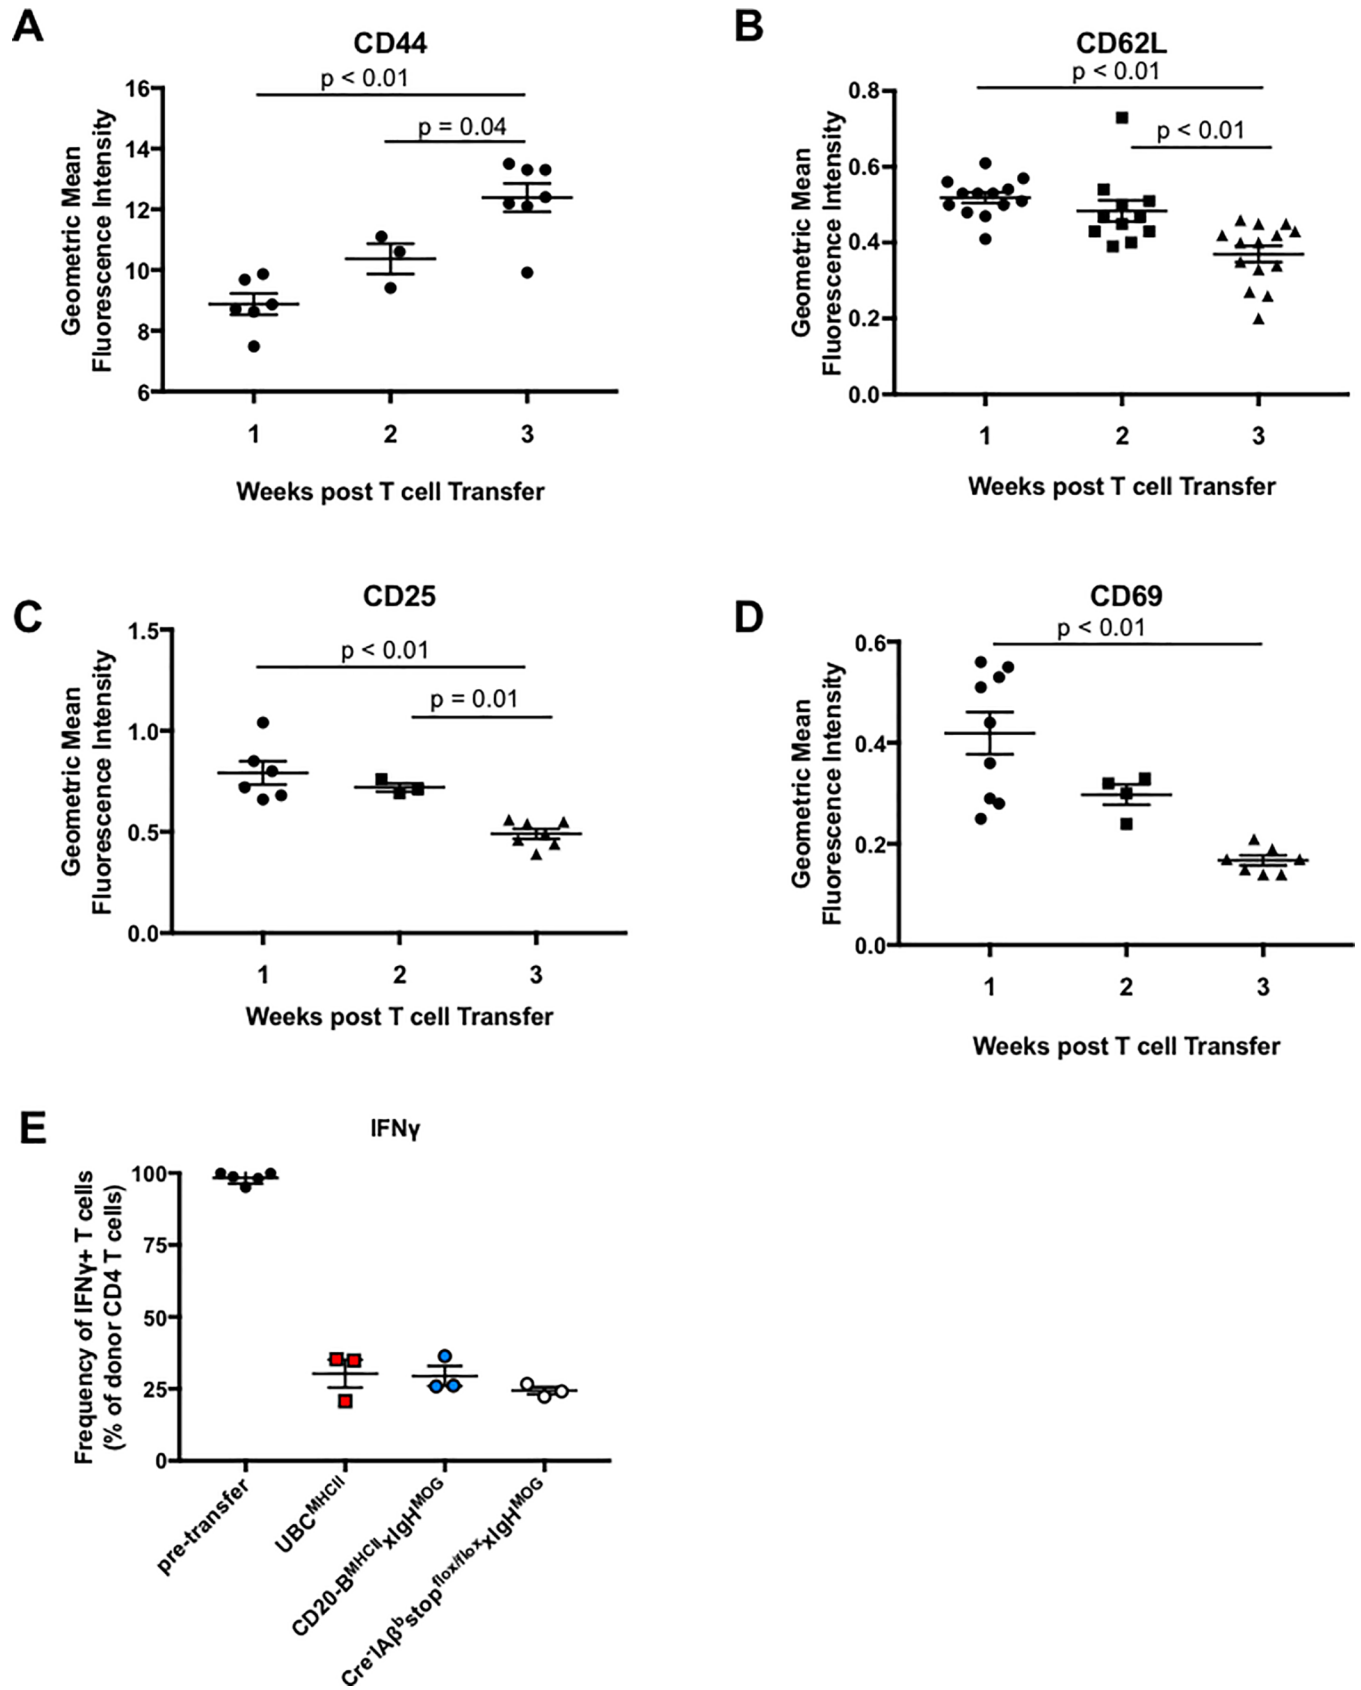 A
CD44
p < 0.01
p = 0.04
Geometric Mean
Fluorescence Intensity
16
14
12
10
8
6
1 2 3
Weeks post T cell Transfer
B
CD62L
p < 0.01
p < 0.01
Geometric Mean
Fluorescence Intensity
0.8
0.6
0.4
0.2
0.0
1 2 3
Weeks post T cell Transfer
C
CD25
p < 0.01
p = 0.01
Geometric Mean
Fluorescence Intensity
1.5
1.0
0.5
0.0
1 2 3
Weeks post T cell Transfer
D
CD69
p < 0.01
Geometric Mean
Fluorescence Intensity
0.6
0.4
0.2
0.0
1 2 3
Weeks post T cell Transfer
E
IFNγ
Frequency of IFNγ+ T cells
(% of donor CD4 T cells)
100
75
50
25
0
pre-transfer
UBC^MHCII
CD20-B^MHCII xIgH^MOG
Cre^-IAβ^b stop^flox/flox xIgH^MOG